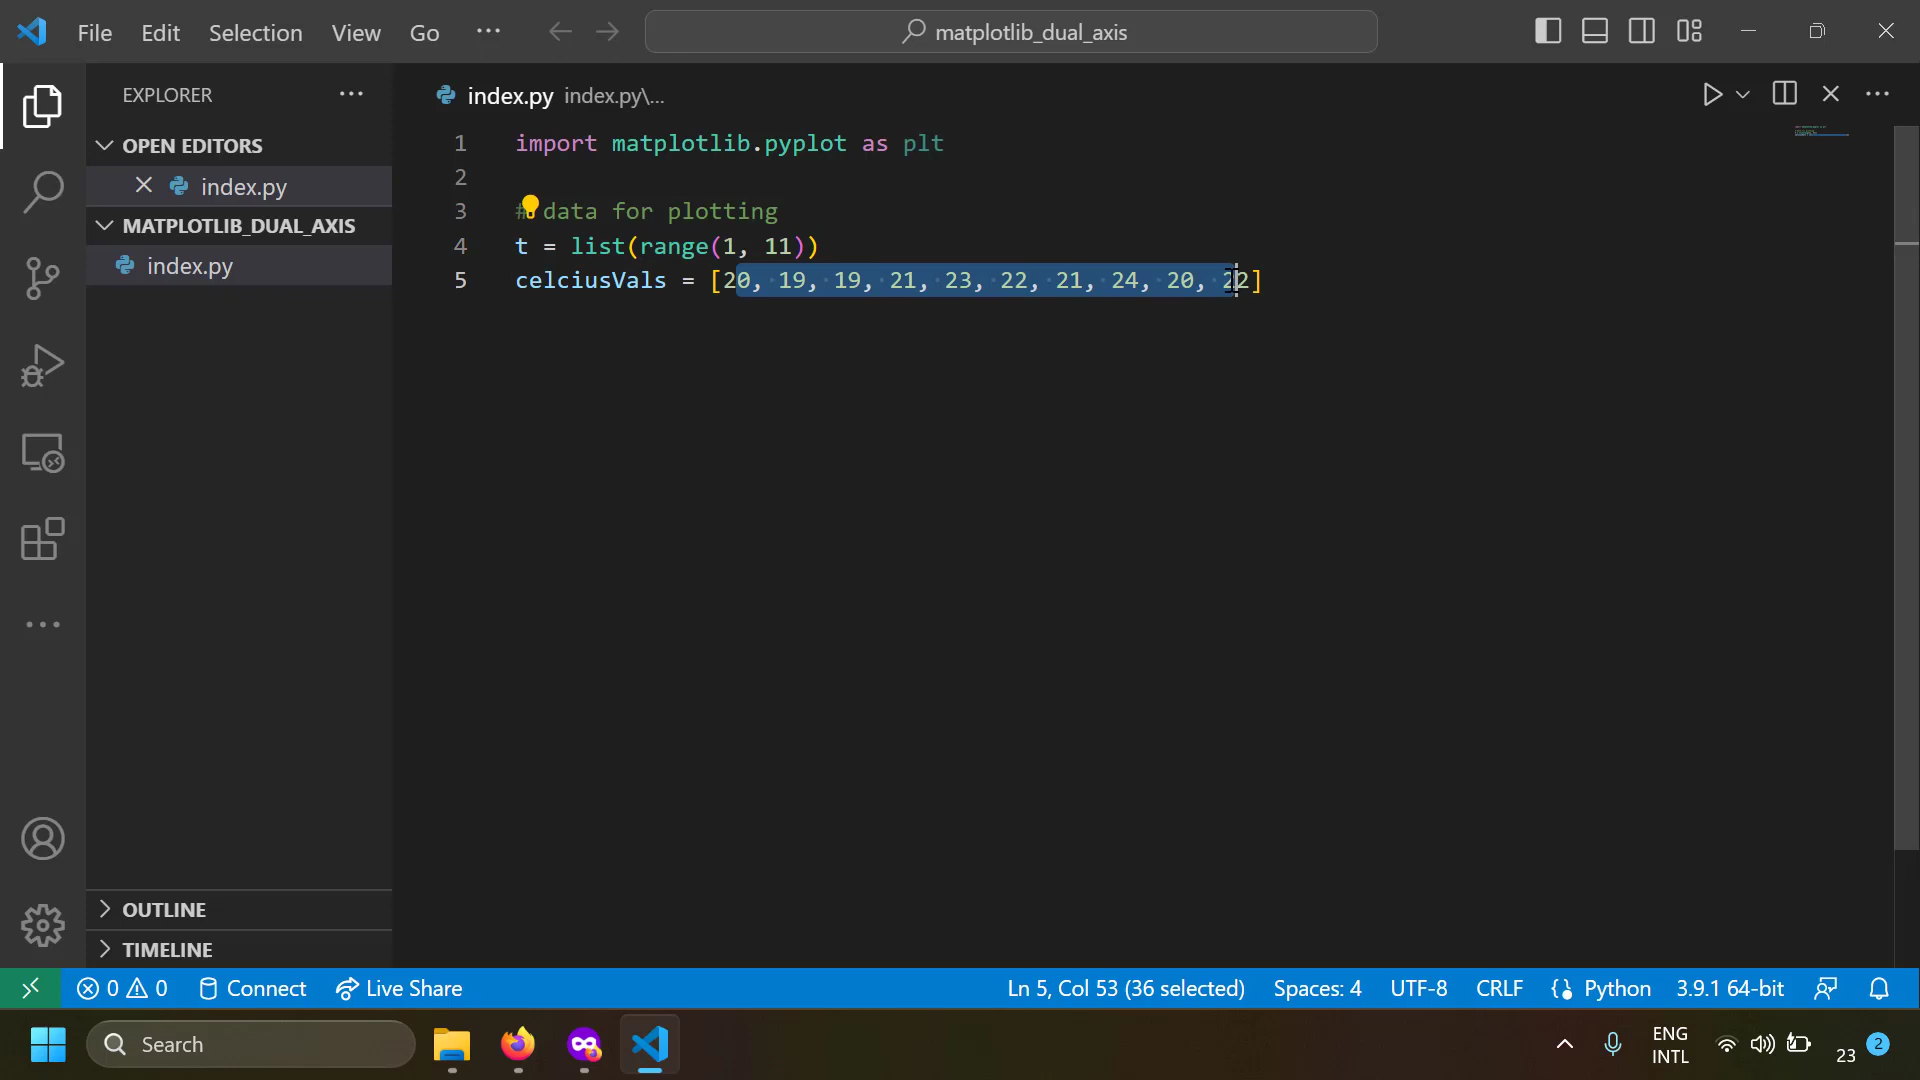 File Edit Selection View Go ··· matplotlib_dual_axis
EXPLORER ···
OPEN EDITORS
index.py
MATPLOTLIB_DUAL_AXIS
index.py
OUTLINE
TIMELINE
index.py index.py\...
1 import matplotlib.pyplot as plt
2
3 # data for plotting
4 t = list(range(1, 11))
5 celciusVals = [20, 19, 19, 21, 23, 22, 21, 24, 20, 22]
0 0 Connect Live Share Ln 5, Col 53 (36 selected) Spaces: 4 UTF-8 CRLF Python 3.9.1 64-bit
Search ENG INTL 23 2